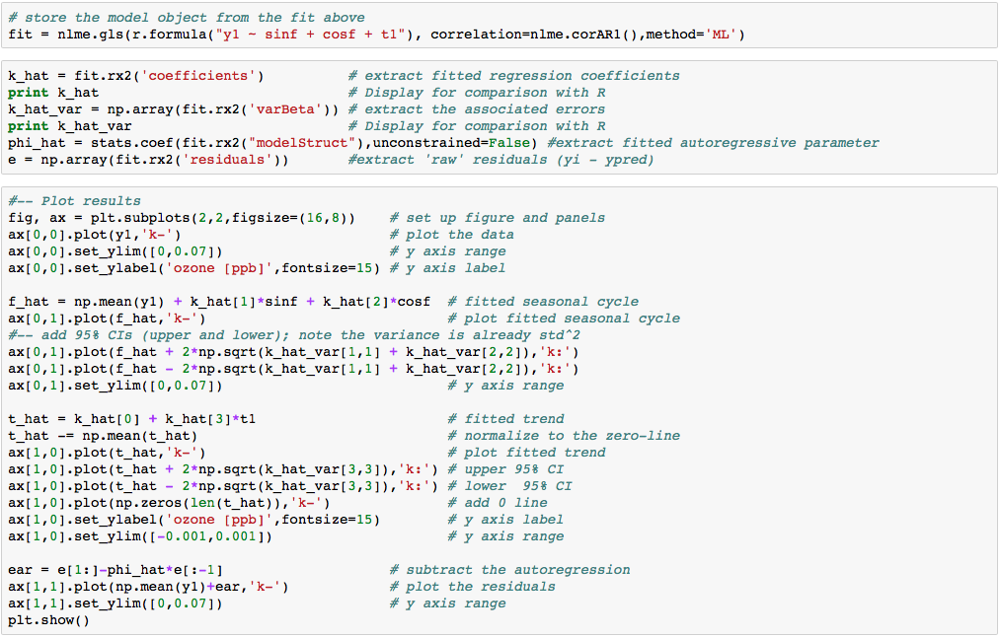 # store the model object from the fit above
fit = nlme.gls(r.formula("y1 ~ sinf + cosf + t1"), correlation=nlme.corAR1(),method='ML')
k_hat = fit.rx2('coefficients')          # extract fitted regression coefficients
print k_hat                              # Display for comparison with R
k_hat_var = np.array(fit.rx2('varBeta')) # extract the associated errors
print k_hat_var                          # Display for comparison with R
phi_hat = stats.coef(fit.rx2("modelStruct"),unconstrained=False) #extract fitted autoregressive parameter
e = np.array(fit.rx2('residuals'))       #extract 'raw' residuals (yi - ypred)
#-- Plot results
fig, ax = plt.subplots(2,2,figsize=(16,8))    # set up figure and panels
ax[0,0].plot(y1,'k-')                         # plot the data
ax[0,0].set_ylim([0,0.07])                    # y axis range
ax[0,0].set_ylabel('ozone [ppb]',fontsize=15) # y axis label
f_hat = np.mean(y1) + k_hat[1]*sinf + k_hat[2]*cosf  # fitted seasonal cycle
ax[0,1].plot(f_hat,'k-')                             # plot fitted seasonal cycle
#-- add 95% CIs (upper and lower); note the variance is already std^2
ax[0,1].plot(f_hat + 2*np.sqrt(k_hat_var[1,1] + k_hat_var[2,2]),'k:')
ax[0,1].plot(f_hat - 2*np.sqrt(k_hat_var[1,1] + k_hat_var[2,2]),'k:')
ax[0,1].set_ylim([0,0.07])                           # y axis range
t_hat = k_hat[0] + k_hat[3]*t1                       # fitted trend
t_hat -= np.mean(t_hat)                              # normalize to the zero-line
ax[1,0].plot(t_hat,'k-')                             # plot fitted trend
ax[1,0].plot(t_hat + 2*np.sqrt(k_hat_var[3,3]),'k:') # upper 95% CI
ax[1,0].plot(t_hat - 2*np.sqrt(k_hat_var[3,3]),'k:') # lower  95% CI
ax[1,0].plot(np.zeros(len(t_hat)),'k-')              # add 0 line
ax[1,0].set_ylabel('ozone [ppb]',fontsize=15)        # y axis label
ax[1,0].set_ylim([-0.001,0.001])                     # y axis range
ear = e[1:]-phi_hat*e[:-1]                    # subtract the autoregression
ax[1,1].plot(np.mean(y1)+ear,'k-')            # plot the residuals
ax[1,1].set_ylim([0,0.07])                    # y axis range
plt.show()